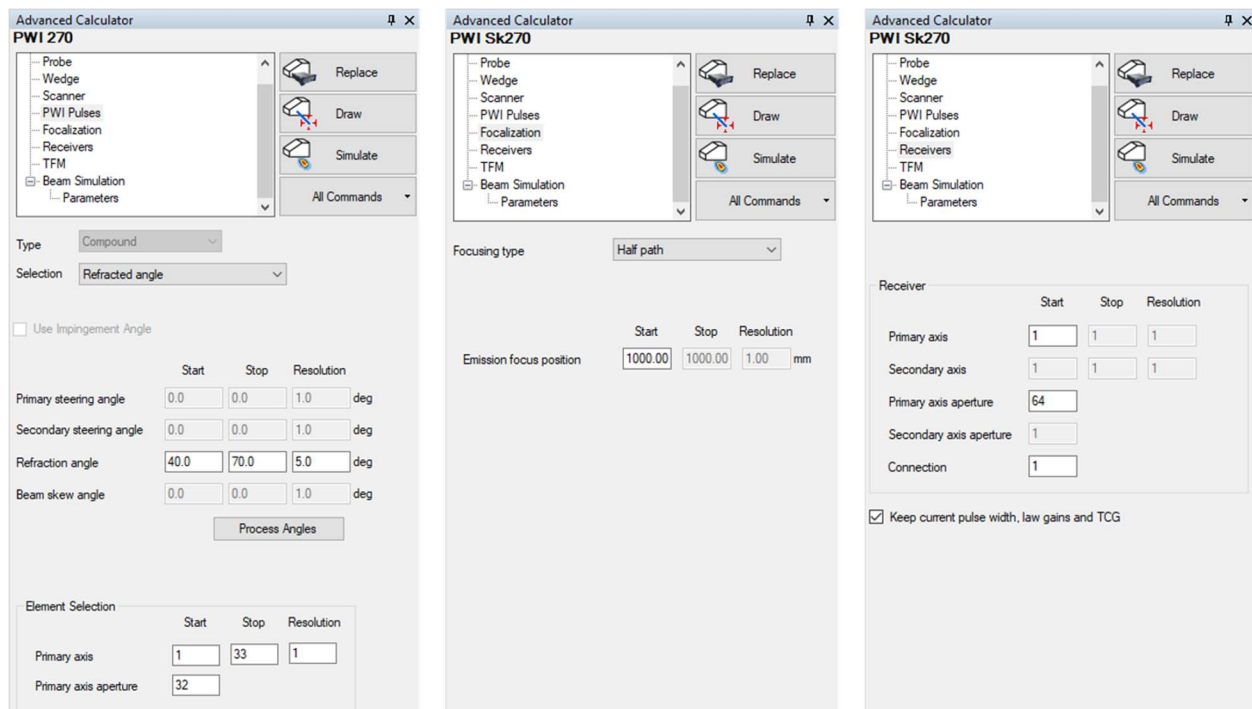 Advanced Calculator
PWI 270
Probe
Wedge
Scanner
PWI Pulses
Focalization
Receivers
TFM
Beam Simulation
Parameters
Replace
Draw
Simulate
All Commands
Type Compound
Selection Refracted angle
Use Impingement Angle
Start Stop Resolution
Primary steering angle 0.0 0.0 1.0 deg
Secondary steering angle 0.0 0.0 1.0 deg
Refraction angle 40.0 70.0 5.0 deg
Beam skew angle 0.0 0.0 1.0 deg
Process Angles
Element Selection
Start Stop Resolution
Primary axis 1 33 1
Primary axis aperture 32
Advanced Calculator
PWI Sk270
Probe
Wedge
Scanner
PWI Pulses
Focalization
Receivers
TFM
Beam Simulation
Parameters
Replace
Draw
Simulate
All Commands
Focusing type Half path
Start Stop Resolution
Emission focus position 1000.00 1000.00 1.00 mm
Advanced Calculator
PWI Sk270
Probe
Wedge
Scanner
PWI Pulses
Focalization
Receivers
TFM
Beam Simulation
Parameters
Replace
Draw
Simulate
All Commands
Receiver
Start Stop Resolution
Primary axis 1 1 1
Secondary axis 1 1 1
Primary axis aperture 64
Secondary axis aperture 1
Connection 1
Keep current pulse width, law gains and TCG